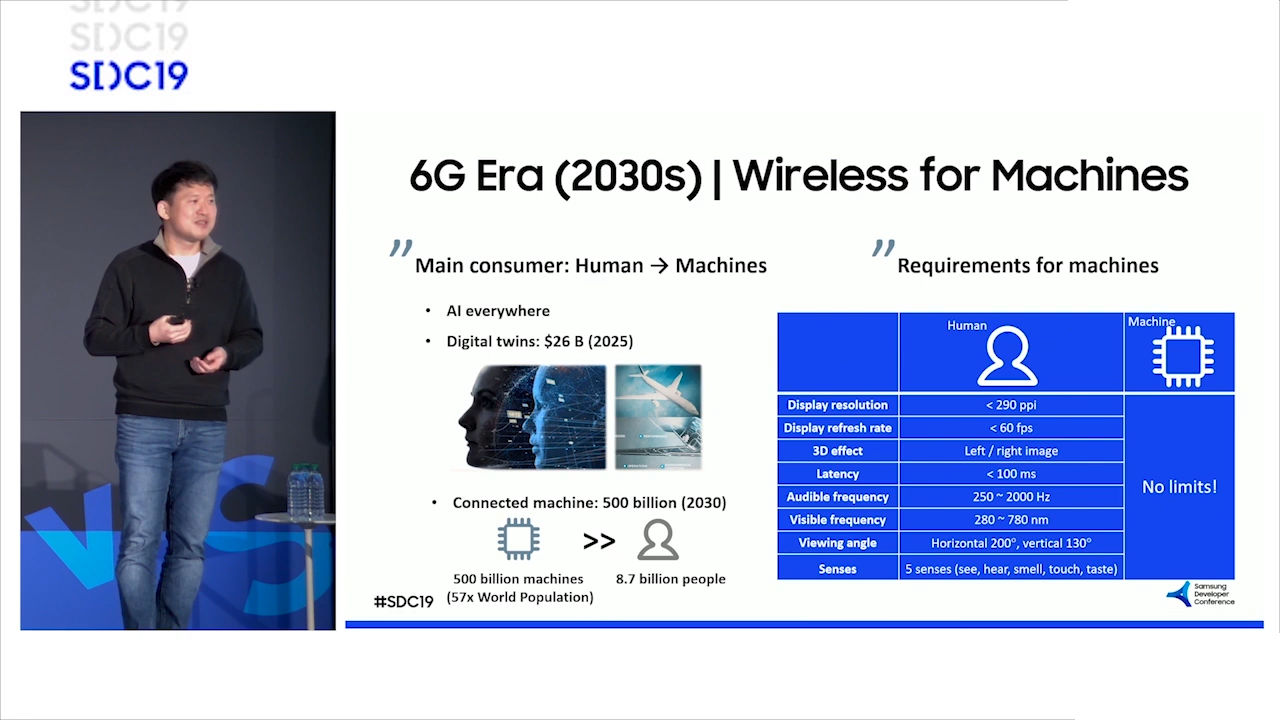 SDC19
SDC19
SDC19
6G Era (2030s) | Wireless for Machines
” Main consumer: Human → Machines
• AI everywhere
• Digital twins: $26 B (2025)
• Connected machine: 500 billion (2030)
>>
500 billion machines
(57x World Population)
8.7 billion people
” Requirements for machines
Human
Machine
Display resolution < 290 ppi
Display refresh rate < 60 fps
3D effect Left / right image
Latency < 100 ms
Audible frequency 250 ~ 2000 Hz
Visible frequency 280 ~ 780 nm
Viewing angle Horizontal 200°, vertical 130°
Senses 5 senses (see, hear, smell, touch, taste)
No limits!
#SDC19
Samsung
Developer
Conference